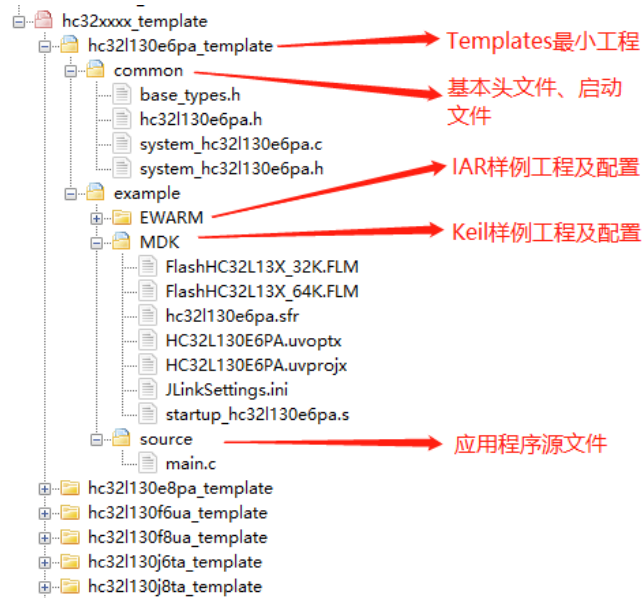 hc32xxxx_template
hc32l130e6pa_template
Templates最小工程
common
基本头文件、启动
文件
base_types.h
hc32l130e6pa.h
system_hc32l130e6pa.c
system_hc32l130e6pa.h
IAR样例工程及配置
example
EWARM
Keil样例工程及配置
MDK
FlashHC32L13X_32K.FLM
FlashHC32L13X_64K.FLM
hc32l130e6pa.sfr
HC32L130E6PA.uvoptx
HC32L130E6PA.uvprojx
JLinkSettings.ini
startup_hc32l130e6pa.s
source
应用程序源文件
main.c
hc32l130e8pa_template
hc32l130f6ua_template
hc32l130f8ua_template
hc32l130j6ta_template
hc32l130j8ta_template